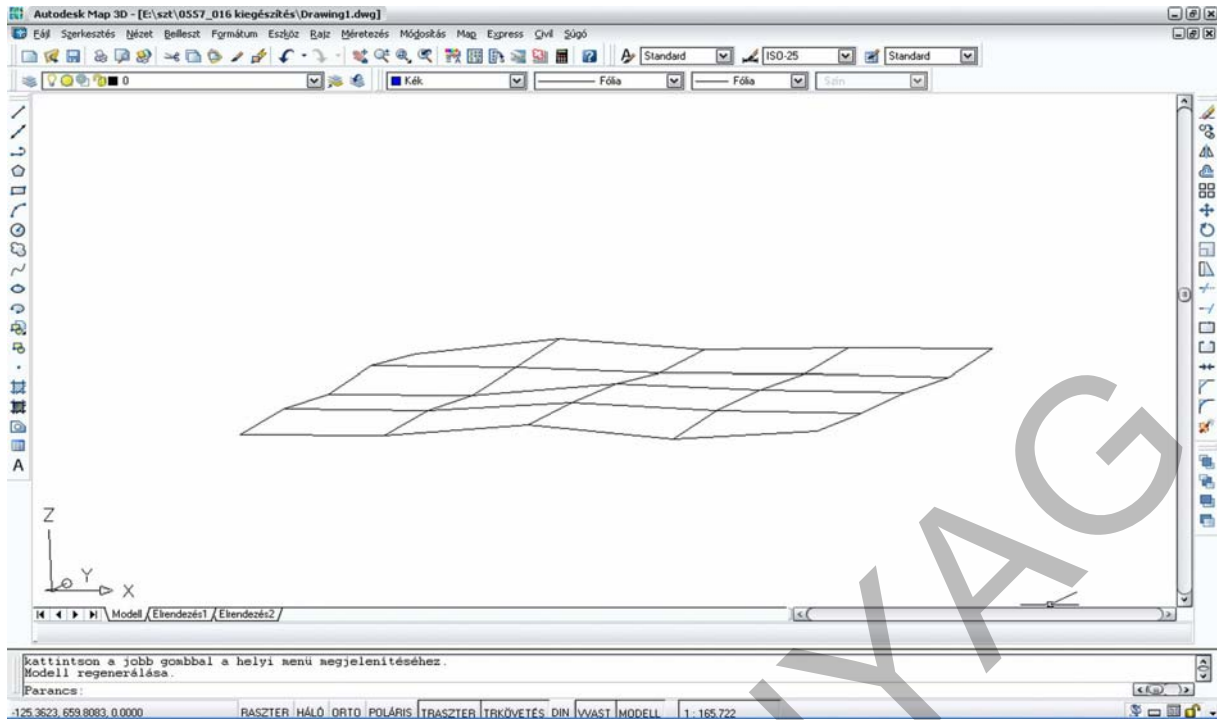 Autodesk Map 3D - [E:\szt\0557_016 kiegészítés\Drawing1.dwg]
Fájl Szerkesztés Nézet Beilleszt Formátum Eszköz Rajz Méretezés Módosítás Map Express Civil Súgó
Standard ISO-25 Standard
0 Kék Fólia Fólia Szín
A
Z
Y
X
Modell Elrendezés1 Elrendezés2
kattintson a jobb gombbal a helyi menü megjelenítéséhez.
Modell regenerálása.
Parancs:
-125.3623, 659.8083, 0.0000 RASZTER HÁLÓ ORTO POLÁRIS TRASZTER TRKÖVETÉS DIN VVAST MODELL 1 : 165.722
YAG